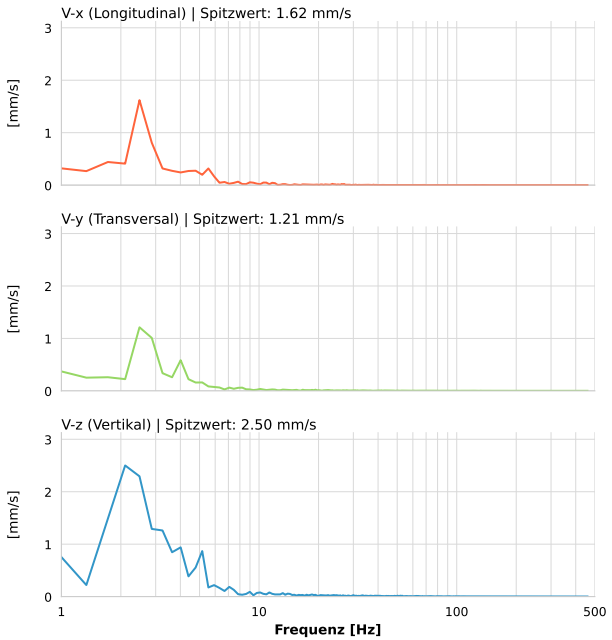 V-x (Longitudinal) | Spitzwert: 1.62 mm/s
3
2
1
0
[mm/s]
V-y (Transversal) | Spitzwert: 1.21 mm/s
3
2
1
0
[mm/s]
V-z (Vertikal) | Spitzwert: 2.50 mm/s
3
2
1
0
[mm/s]
1 10 100 500
Frequenz [Hz]